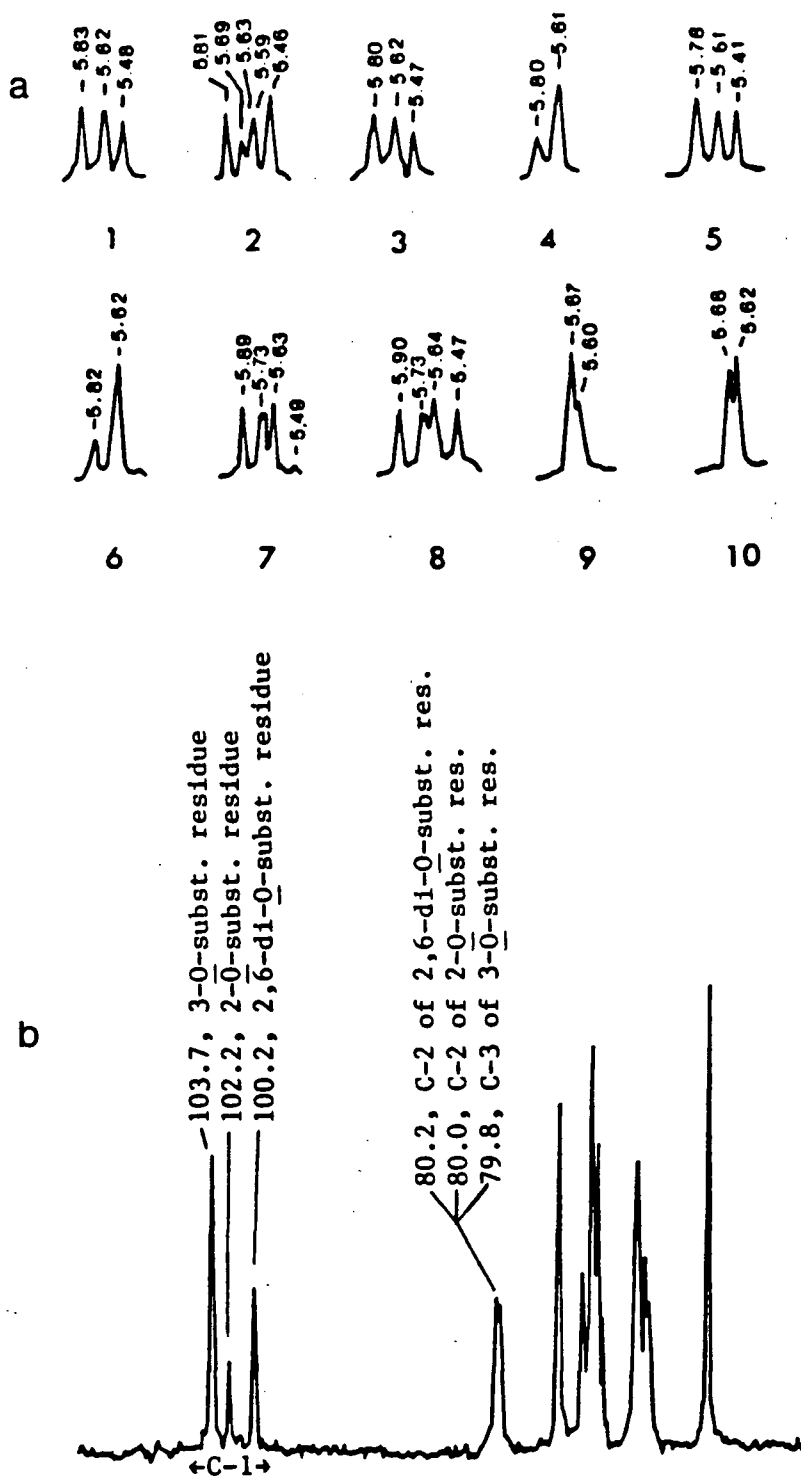 a
-5.83
-5.62
-5.48
5.81
5.69
5.63
5.59
5.46
-5.80
-5.62
-5.47
-5.80
-5.61
-5.78
-5.61
-5.41
1 2 3 4 5
-5.82
-5.62
-5.89
-5.73
-5.63
-5.49
-5.90
-5.73
-5.64
-5.47
-5.67
5.60
5.68
5.62
6 7 8 9 10
b
103.7, 3-O-subst. residue
102.2, 2-O-subst. residue
100.2, 2,6-di-O-subst. residue
80.2, C-2 of 2,6-di-O-subst. res.
80.0, C-2 of 2-O-subst. res.
79.8, C-3 of 3-O-subst. res.
←C-1→